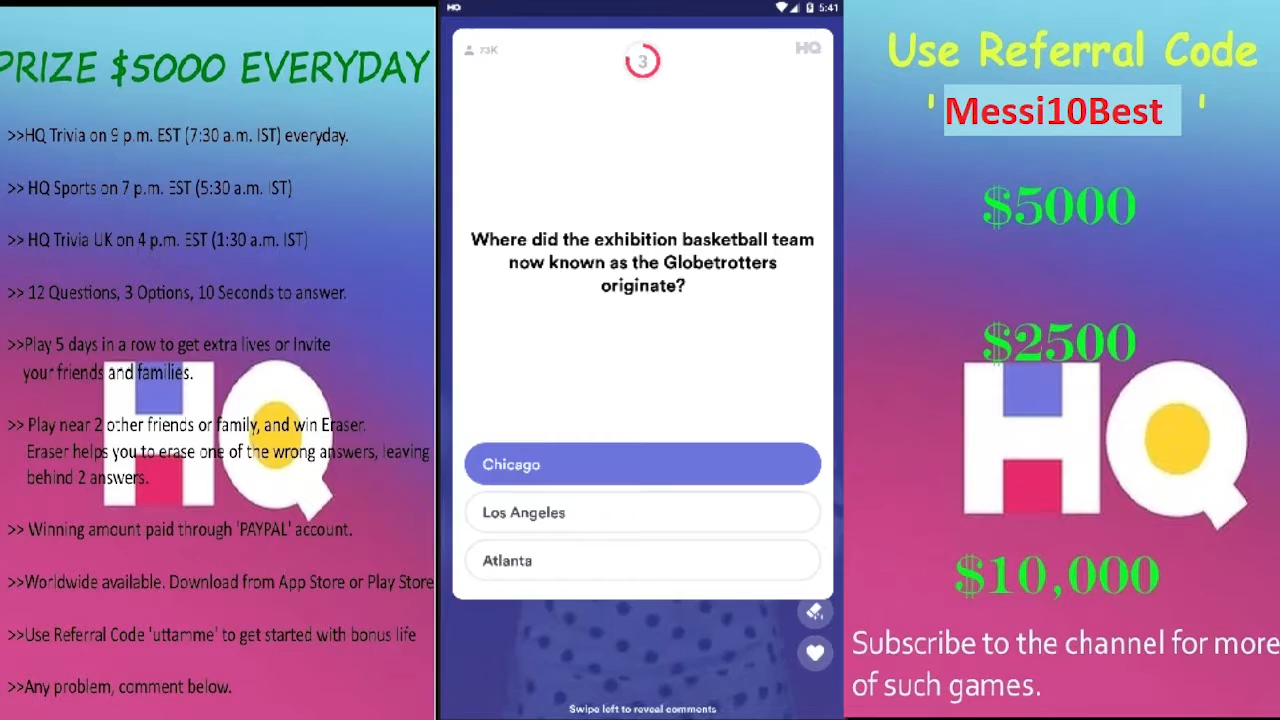 PRIZE $5000 EVERYDAY
>>HQ Trivia on 9 p.m. EST (7:30 a.m. IST) everyday.
>> HQ Sports on 7 p.m. EST (5:30 a.m. IST)
>> HQ Trivia UK on 4 p.m. EST (1:30 a.m. IST)
>> 12 Questions, 3 Options, 10 Seconds to answer.
>>Play 5 days in a row to get extra lives or Invite
your friends and families.
>> Play near 2 other friends or family, and win Eraser.
Eraser helps you to erase one of the wrong answers, leaving
behind 2 answers.
>> Winning amount paid through 'PAYPAL' account.
>>Worldwide available. Download from App Store or Play Store
>>Use Referral Code 'uttamme' to get started with bonus life
>>Any problem, comment below.
HQ
HQ
5:41
73K
3
HQ
Where did the exhibition basketball team
now known as the Globetrotters
originate?
Chicago
Los Angeles
Atlanta
Swipe left to reveal comments
Use Referral Code
' Messi10Best '
$5000
$2500
HQ
$10,000
Subscribe to the channel for more
of such games.